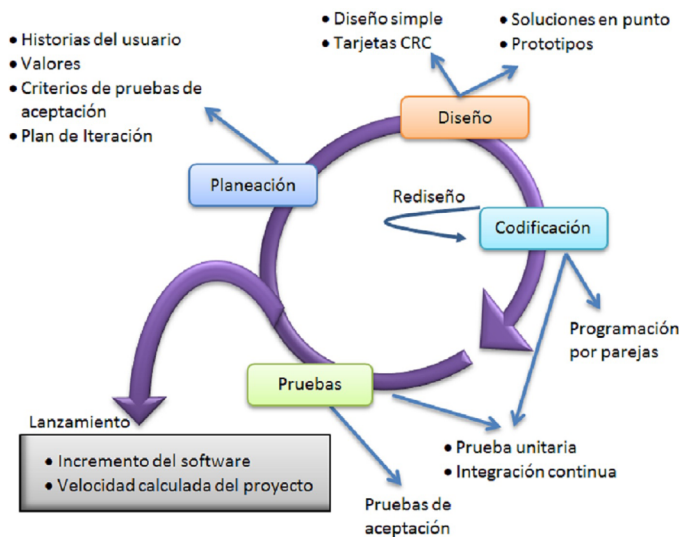 • Diseño simple
• Tarjetas CRC
• Soluciones en punto
• Prototipos
• Historias del usuario
• Valores
• Criterios de pruebas de
aceptación
• Plan de Iteración
Diseño
Planeación
Rediseño
Codificación
Programación
por parejas
Pruebas
Lanzamiento
• Incremento del software
• Velocidad calculada del proyecto
• Prueba unitaria
• Integración continua
Pruebas de
aceptación